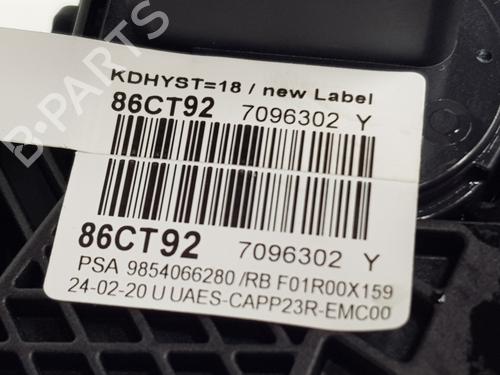 B-PARTS
KDHYST=18 / new Label
86CT92 7096302 Y
86CT92 7096302 Y
PSA 9854066280 /RB F01R00X159
24-02-20 U UAES-CAPP23R-EMC00